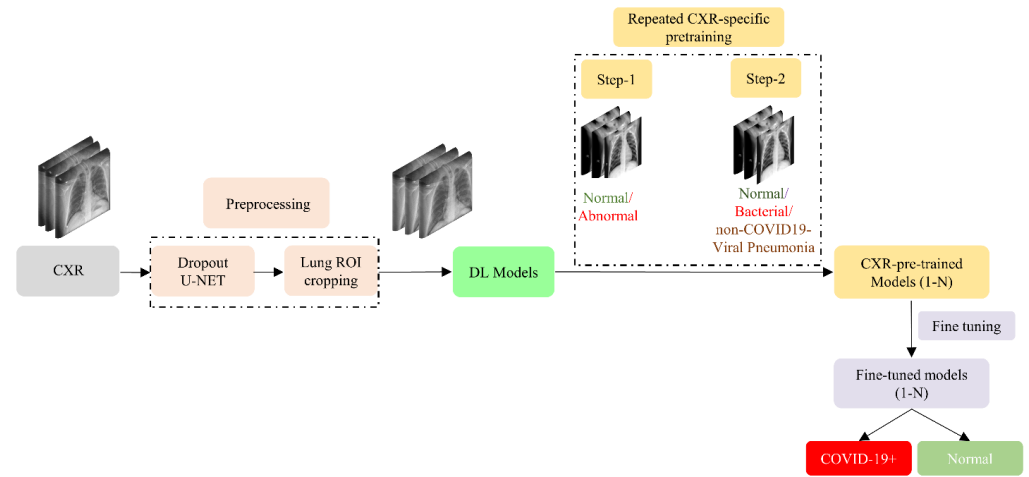 Repeated CXR-specific
pretraining
Step-1
Step-2
Normal/
Abnormal
Normal/
Bacterial/
non-COVID19-
Viral Pneumonia
Preprocessing
CXR
Dropout
U-NET
Lung ROI
cropping
DL Models
CXR-pre-trained
Models (1-N)
Fine tuning
Fine-tuned models
(1-N)
COVID-19+
Normal